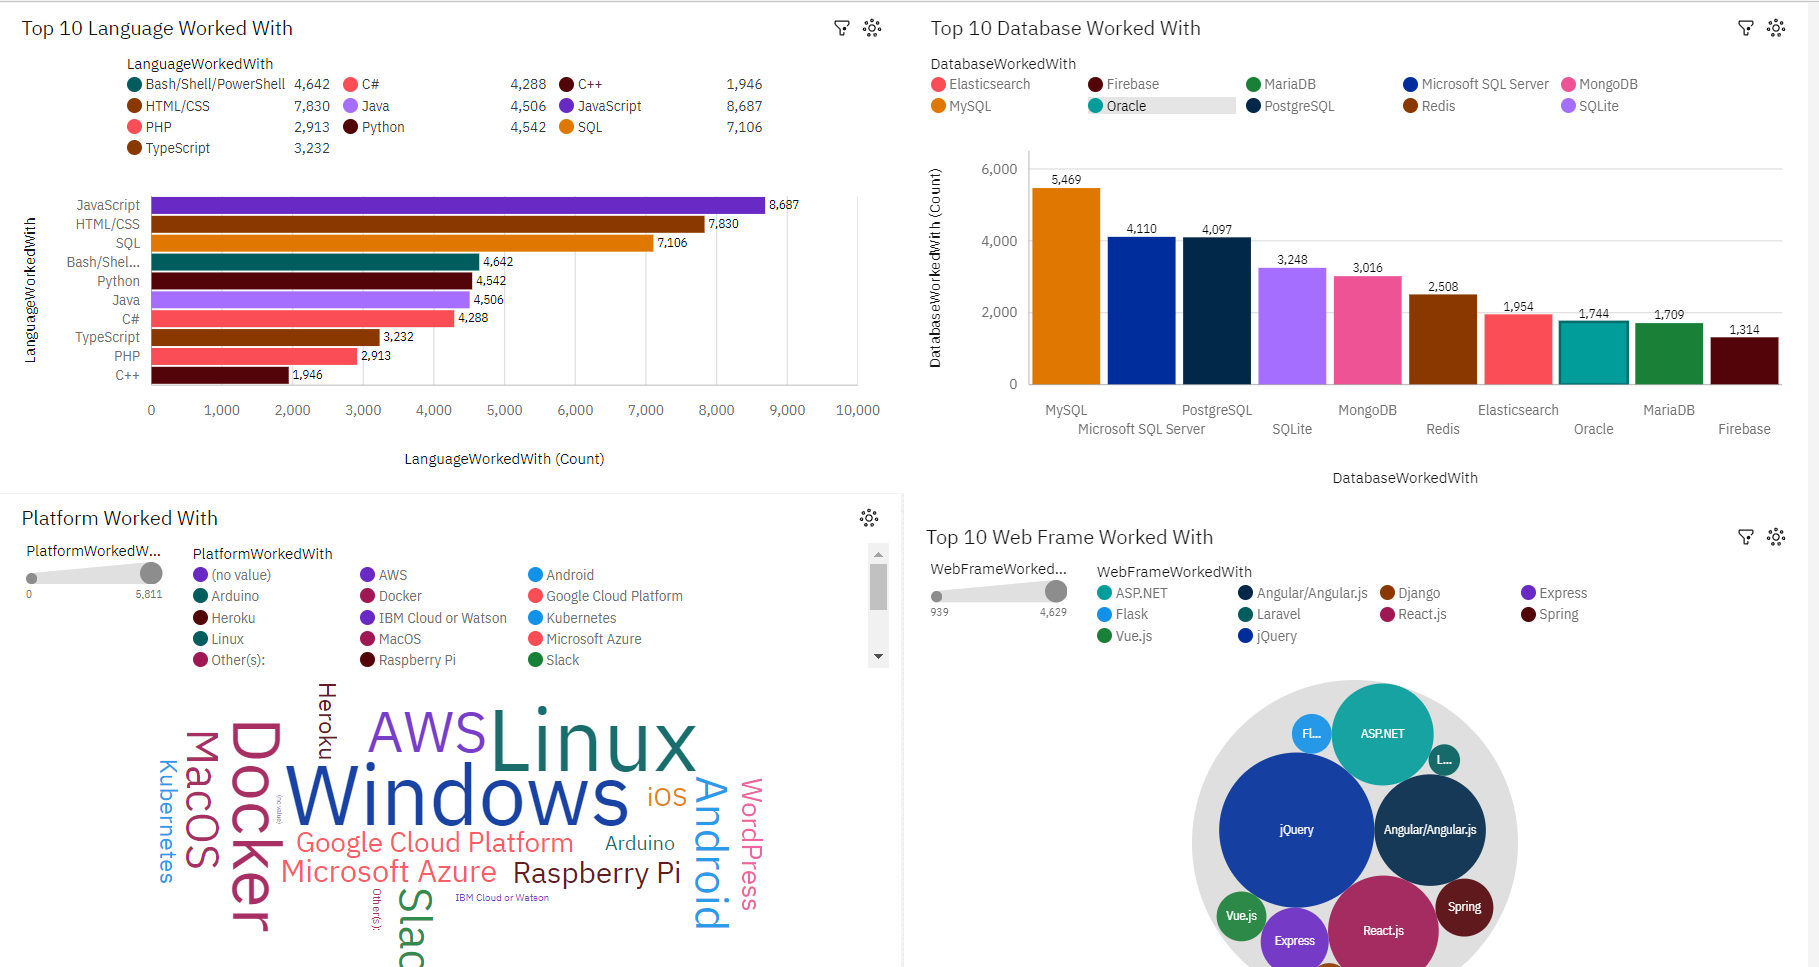 Top 10 Language Worked With
LanguageWorkedWith
Bash/Shell/PowerShell 4,642 C# 4,288 C++ 1,946
HTML/CSS 7,830 Java 4,506 JavaScript 8,687
PHP 2,913 Python 4,542 SQL 7,106
TypeScript 3,232
LanguageWorkedWith
JavaScript 8,687
HTML/CSS 7,830
SQL 7,106
Bash/Shel... 4,642
Python 4,542
Java 4,506
C# 4,288
TypeScript 3,232
PHP 2,913
C++ 1,946
0 1,000 2,000 3,000 4,000 5,000 6,000 7,000 8,000 9,000 10,000
LanguageWorkedWith (Count)
Top 10 Database Worked With
DatabaseWorkedWith
Elasticsearch Firebase MariaDB Microsoft SQL Server MongoDB
MySQL Oracle PostgreSQL Redis SQLite
DatabaseWorkedWith (Count)
6,000
4,000
2,000
0
5,469 4,110 4,097 3,248 3,016 2,508 1,954 1,744 1,709 1,314
MySQL PostgreSQL MongoDB Elasticsearch MariaDB
Microsoft SQL Server SQLite Redis Oracle Firebase
DatabaseWorkedWith
Platform Worked With
PlatformWorkedW...
0 5,811
PlatformWorkedWith
(no value) AWS Android
Arduino Docker Google Cloud Platform
Heroku IBM Cloud or Watson Kubernetes
Linux MacOS Microsoft Azure
Other(s): Raspberry Pi Slack
Heroku
AWS
Linux
Docker
MacOS
Kubernetes
(no value)
Windows
iOS
Android
WordPress
Google Cloud Platform
Arduino
Microsoft Azure
Raspberry Pi
Other(s):
Slac
IBM Cloud or Watson
Top 10 Web Frame Worked With
WebFrameWorked...
939 4,629
WebFrameWorkedWith
ASP.NET Angular/Angular.js Django Express
Flask Laravel React.js Spring
Vue.js jQuery
Fl...
ASP.NET
L...
jQuery
Angular/Angular.js
Vue.js
Express
React.js
Spring